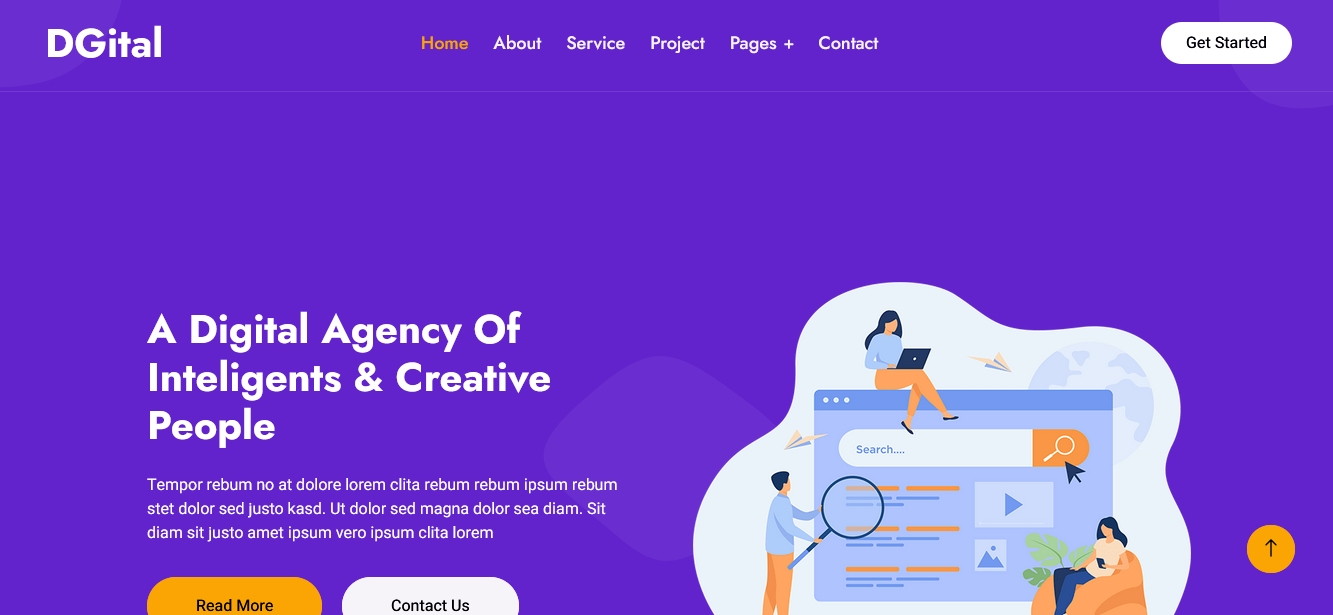 DGital
Home About Service Project Pages + Contact
Get Started
A Digital Agency Of
Inteligents & Creative
People
Tempor rebum no at dolore lorem clita rebum rebum ipsum rebum
stet dolor sed justo kasd. Ut dolor sed magna dolor sea diam. Sit
diam sit justo amet ipsum vero ipsum clita lorem
Read More
Contact Us
Search....